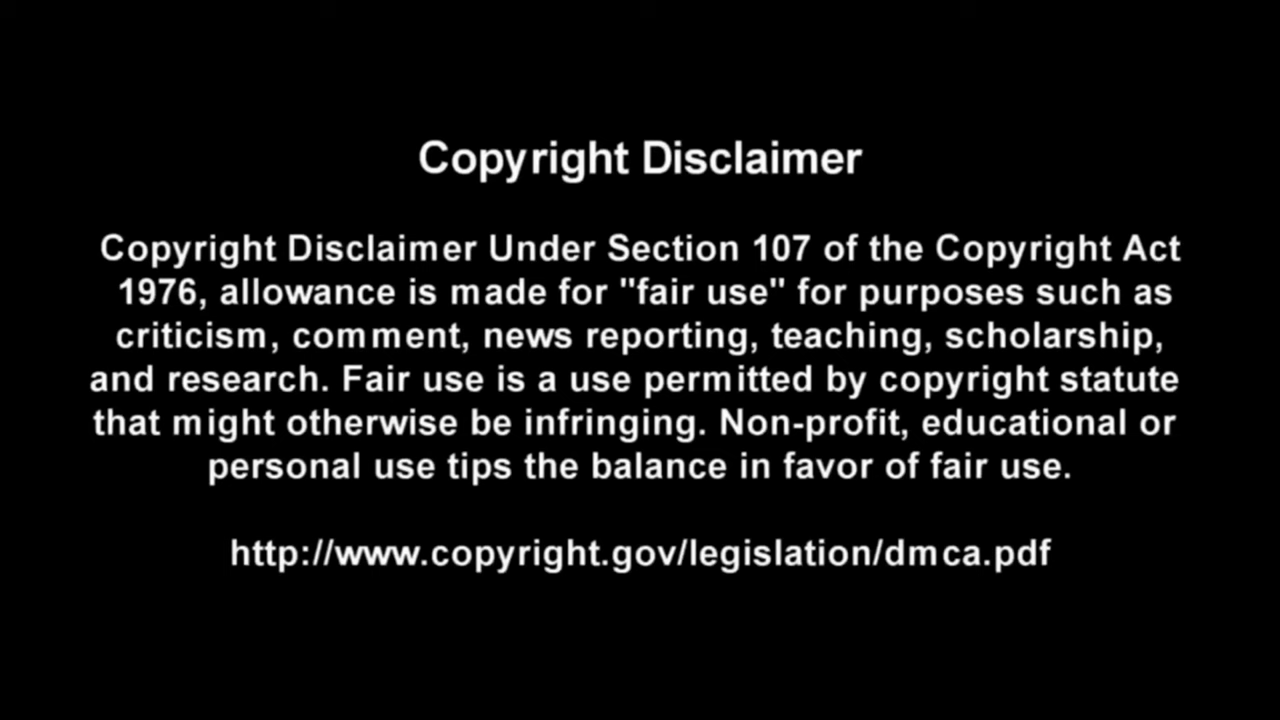 Copyright Disclaimer
Copyright Disclaimer Under Section 107 of the Copyright Act
1976, allowance is made for "fair use" for purposes such as
criticism, comment, news reporting, teaching, scholarship,
and research. Fair use is a use permitted by copyright statute
that might otherwise be infringing. Non-profit, educational or
personal use tips the balance in favor of fair use.
http://www.copyright.gov/legislation/dmca.pdf